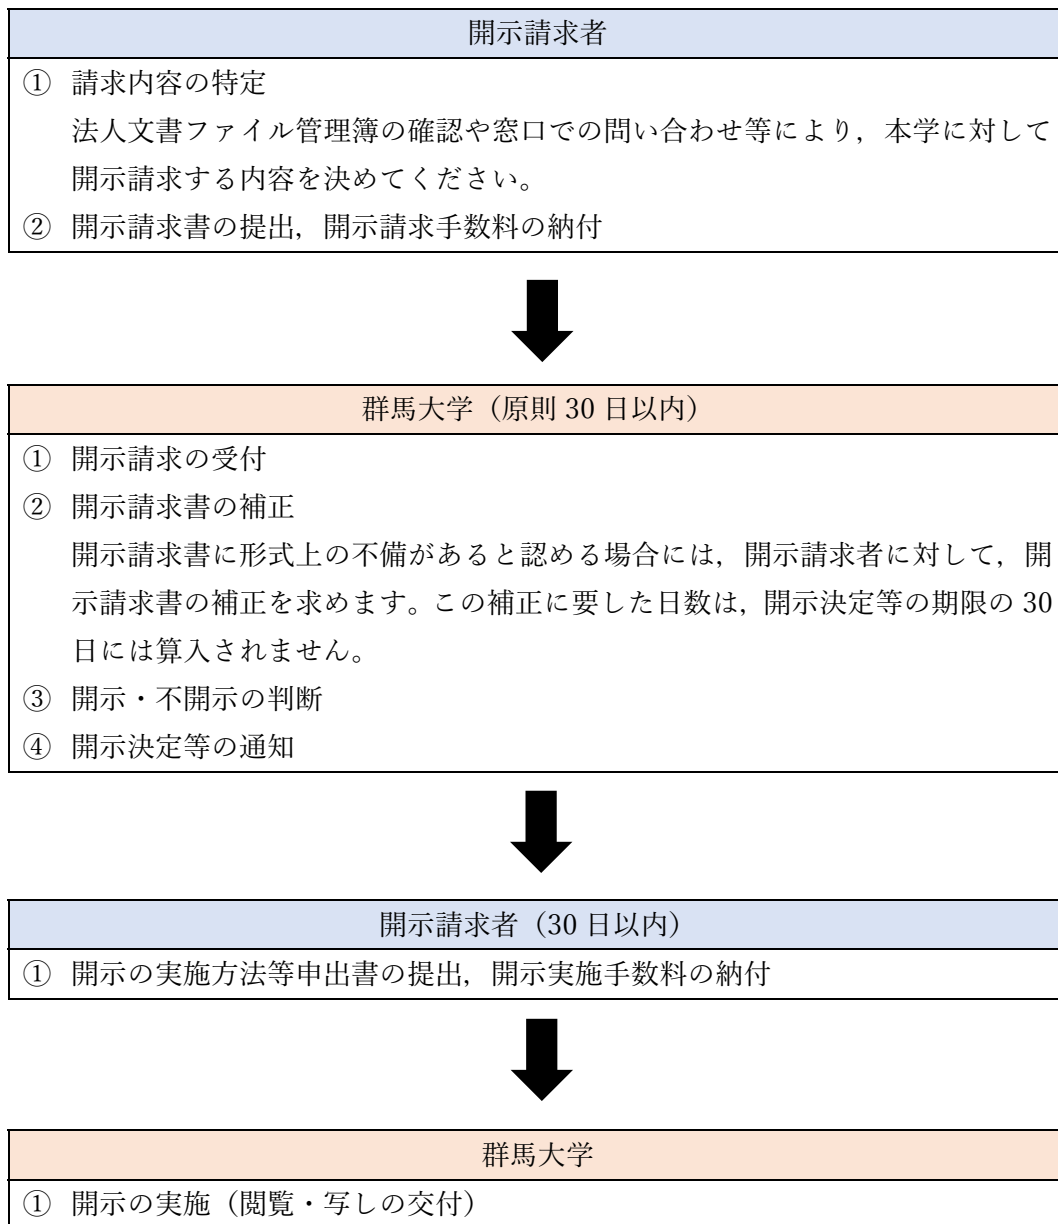 開示請求者
① 請求内容の特定
法人文書ファイル管理簿の確認や窓口での問い合わせ等により，本学に対して
開示請求する内容を決めてください。
② 開示請求書の提出，開示請求手数料の納付
群馬大学（原則 30 日以内）
① 開示請求の受付
② 開示請求書の補正
開示請求書に形式上の不備があると認める場合には，開示請求者に対して，開
示請求書の補正を求めます。この補正に要した日数は，開示決定等の期限の 30
日には算入されません。
③ 開示・不開示の判断
④ 開示決定等の通知
開示請求者（30 日以内）
① 開示の実施方法等申出書の提出，開示実施手数料の納付
群馬大学
① 開示の実施（閲覧・写しの交付）